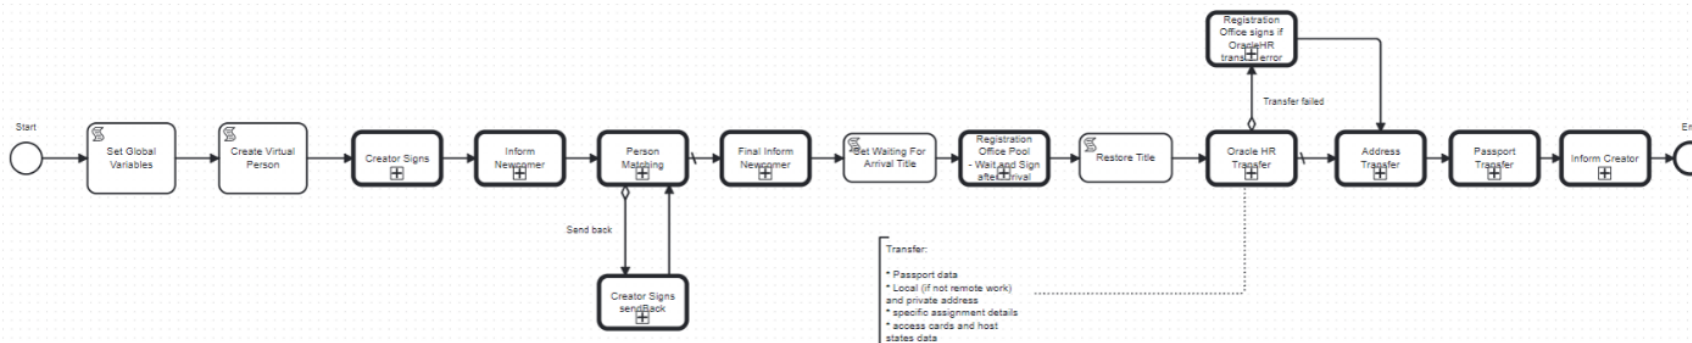 Start
Set Global
Variables
Create Virtual
Person
Creator Signs
Inform
Newcomer
Person
Matching
Send back
Creator Signs
sendBack
Final Inform
Newcomer
Set Waiting For
Arrival Title
Registration
Office Pool
- Wait and Sign
after arrival
Restore Title
Oracle HR
Transfer
Transfer failed
Registration
Office signs if
OracleHR
error
Address
Transfer
Passport
Transfer
Inform Creator
Transfer:
* Passport data
* Local (if not remote work)
and private address
* specific assignment details
* access cards and host
states data